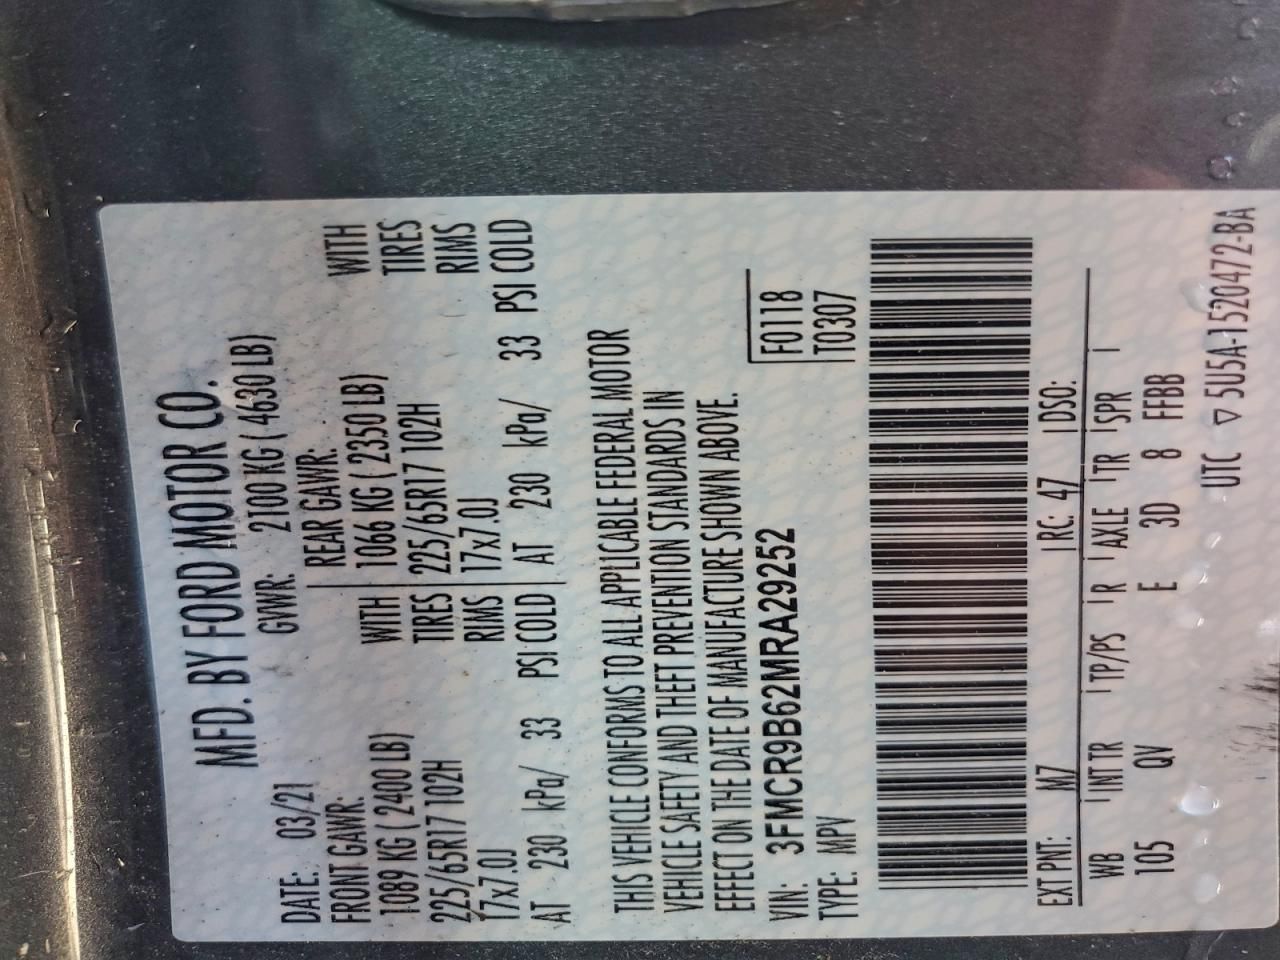 MFD. BY FORD MOTOR CO.
DATE: 03/21 GVWR: 2100 KG ( 4630 LB)
FRONT GAWR: REAR GAWR:
1089 KG ( 2400 LB) WITH 1066 KG ( 2350 LB) WITH
225/65R17 102H TIRES 225/65R17 102H TIRES
17x7.0J RIMS 17x7.0J RIMS
AT 230 kPa/ 33 PSI COLD AT 230 kPa/ 33 PSI COLD
THIS VEHICLE CONFORMS TO ALL APPLICABLE FEDERAL MOTOR
VEHICLE SAFETY AND THEFT PREVENTION STANDARDS IN
EFFECT ON THE DATE OF MANUFACTURE SHOWN ABOVE.
VIN: 3FMCR9B62MRA29252 F0118
TYPE: MPV T0307
EXT PNT: M7 RC: 47 DSO:
WB INT TR TP/PS R AXLE TR SPR
105 QV E 3D 8 FFBB
UTC ▽ 5U5A-1520472-BA